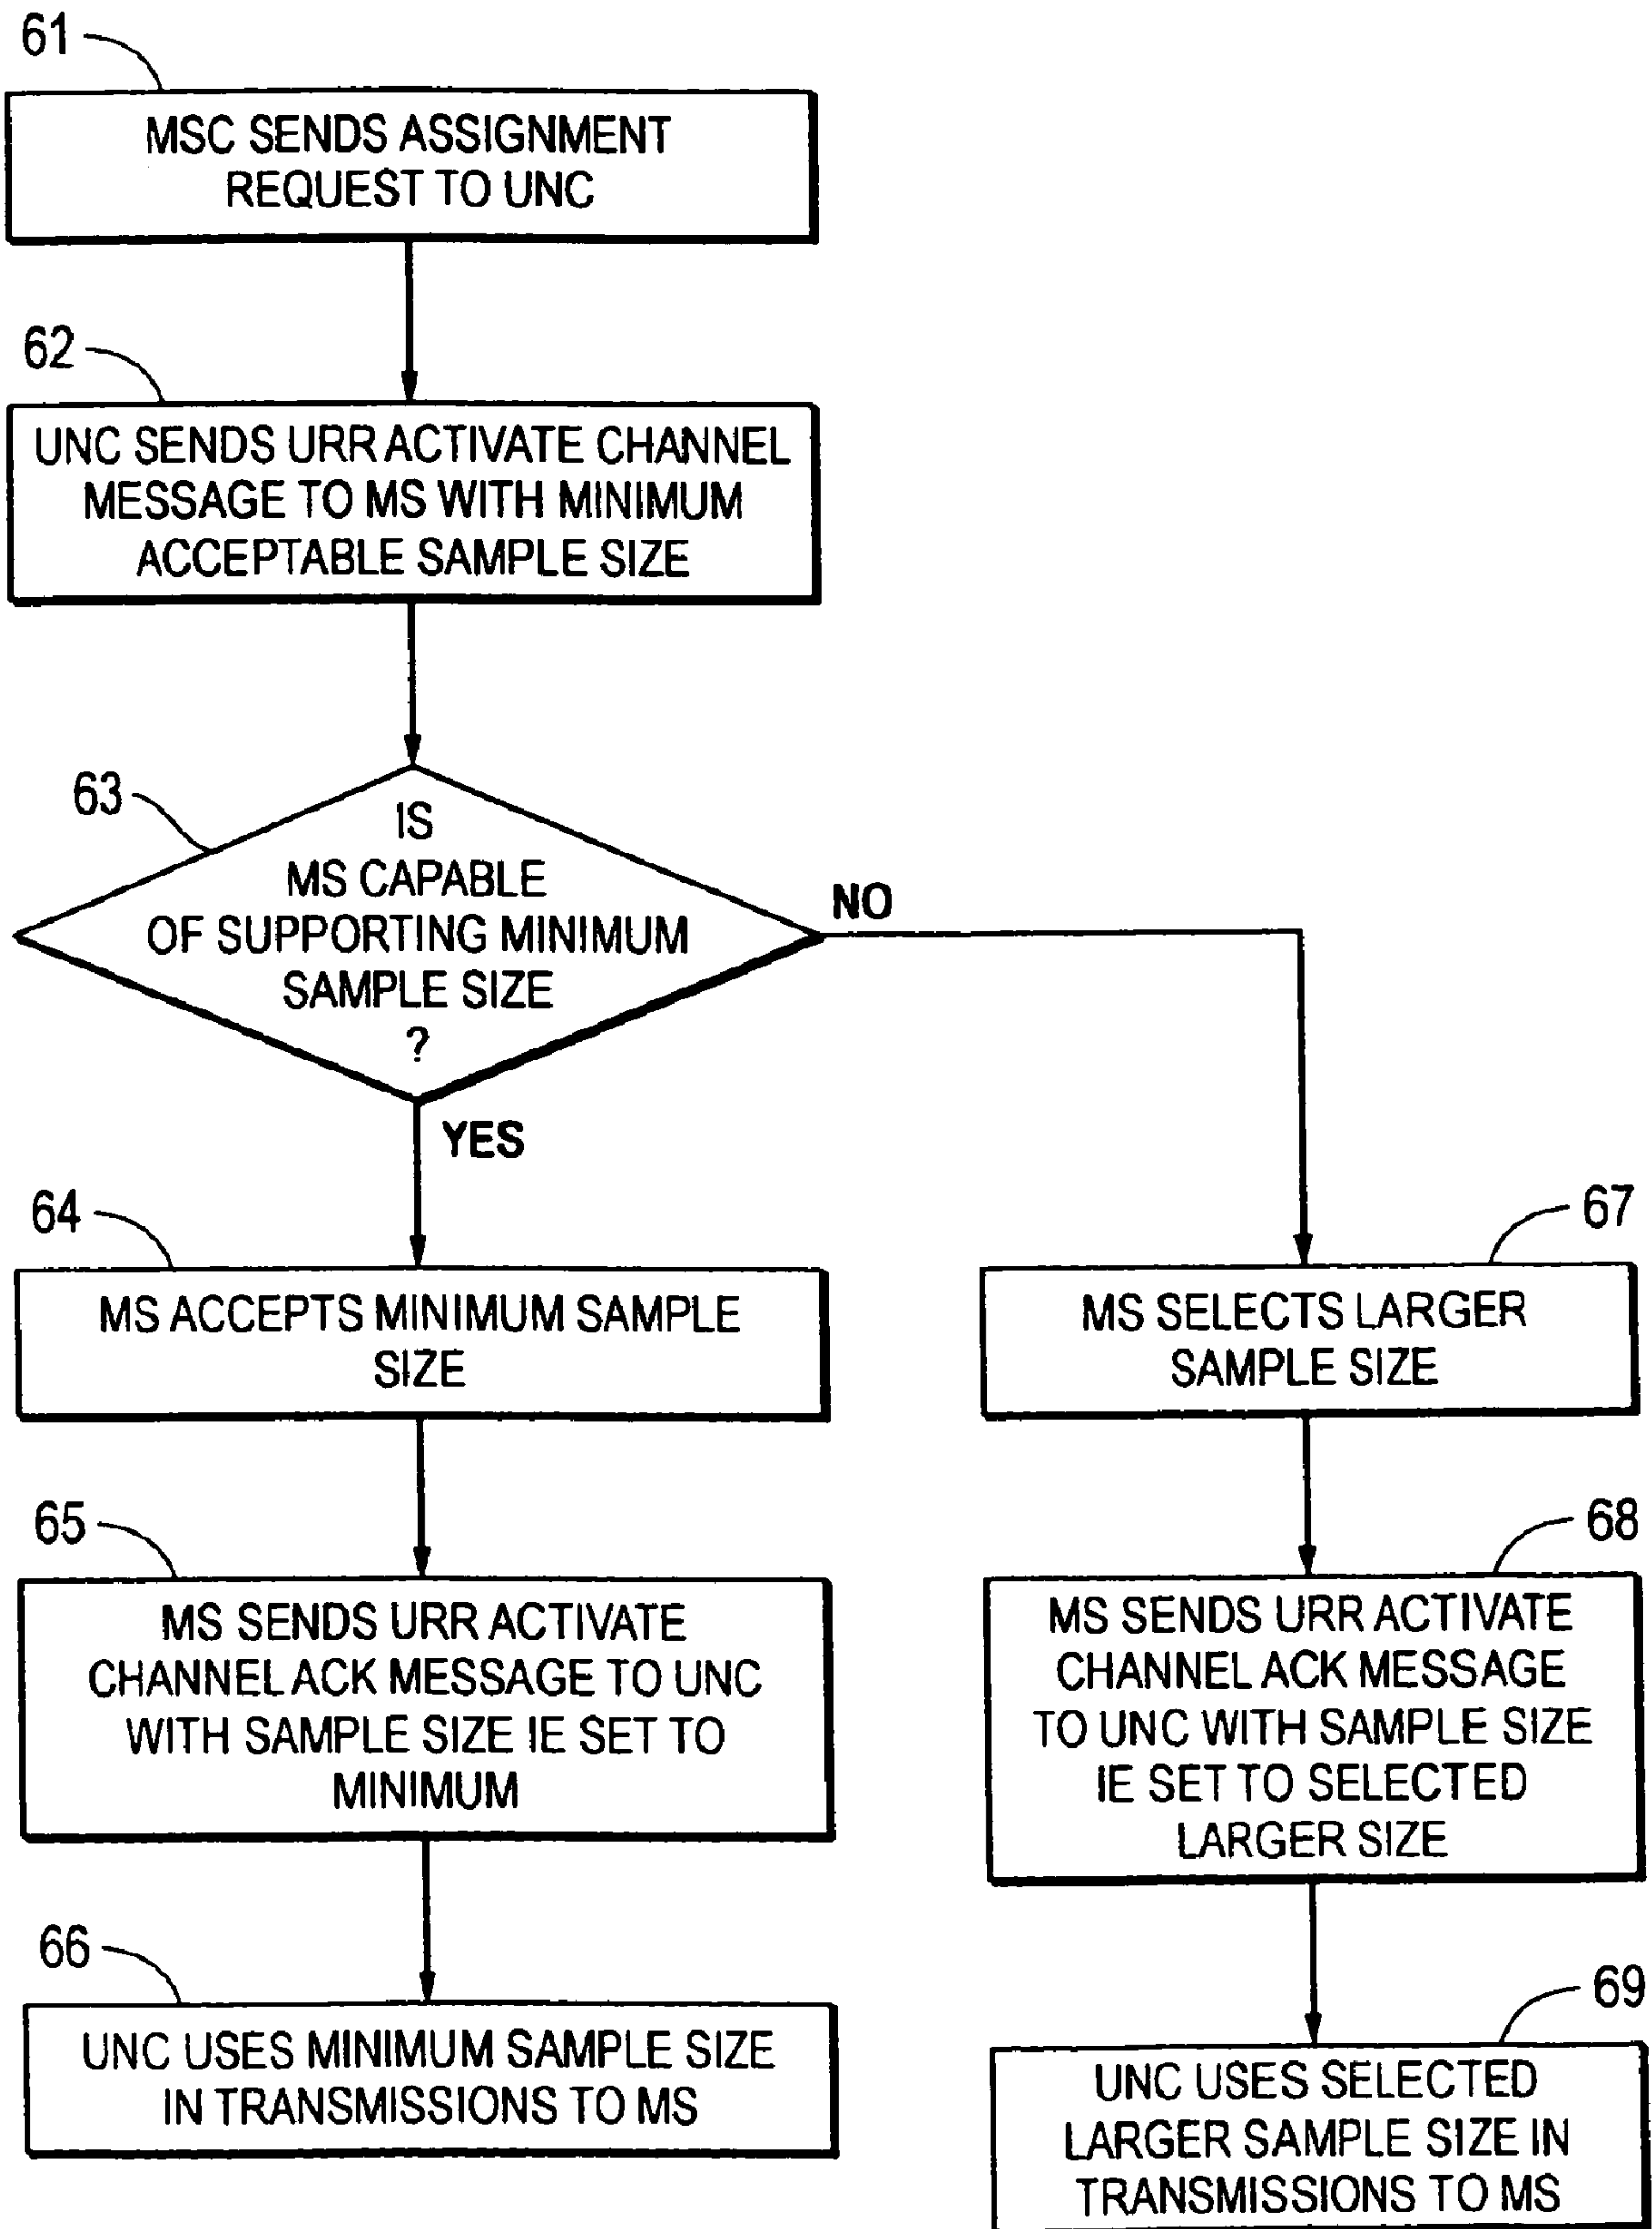 61
MSC SENDS ASSIGNMENT
REQUEST TO UNC
62
UNC SENDS URR ACTIVATE CHANNEL
MESSAGE TO MS WITH MINIMUM
ACCEPTABLE SAMPLE SIZE
63
IS
MS CAPABLE
OF SUPPORTING MINIMUM
SAMPLE SIZE
?
NO
YES
64
MS ACCEPTS MINIMUM SAMPLE
SIZE
65
MS SENDS URR ACTIVATE
CHANNEL ACK MESSAGE TO UNC
WITH SAMPLE SIZE IE SET TO
MINIMUM
66
UNC USES MINIMUM SAMPLE SIZE
IN TRANSMISSIONS TO MS
67
MS SELECTS LARGER
SAMPLE SIZE
68
MS SENDS URR ACTIVATE
CHANNEL ACK MESSAGE
TO UNC WITH SAMPLE SIZE
IE SET TO SELECTED
LARGER SIZE
69
UNC USES SELECTED
LARGER SAMPLE SIZE IN
TRANSMISSIONS TO MS